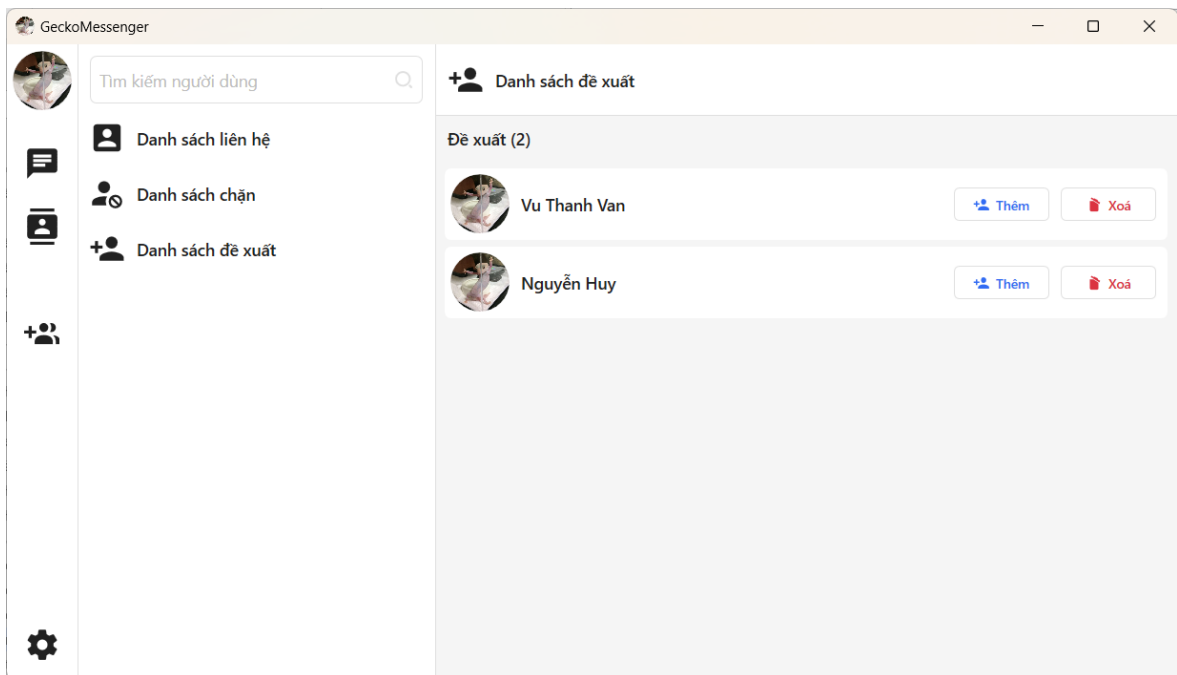 GeckoMessenger
Tìm kiếm người dùng
Danh sách liên hệ
Danh sách chặn
Danh sách đề xuất
Danh sách đề xuất
Đề xuất (2)
Vu Thanh Van
Thêm
Xoá
Nguyễn Huy
Thêm
Xoá